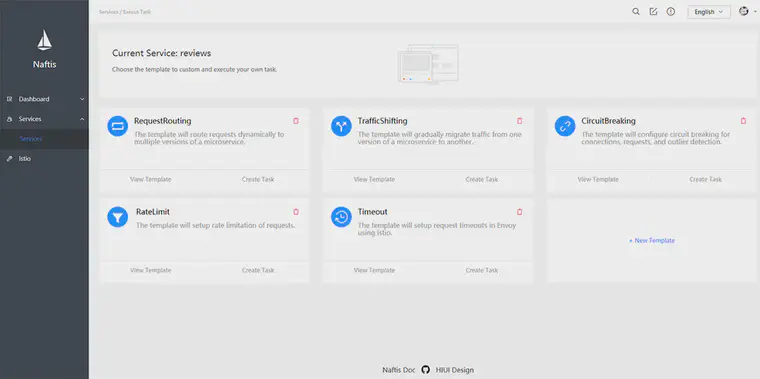 Naftis
Dashboard
Services
Services
Istio
Services / Execut Task
English
Current Service: reviews
Choose the template to custom and execute your own task.
RequestRouting
The template will route requests dynamically to
multiple versions of a microservice.
View Template
Create Task
TrafficShifting
The template will gradually migrate traffic from one
version of a microservice to another.
View Template
Create Task
CircuitBreaking
The template will configure circuit breaking for
connections, requests, and outlier detection.
View Template
Create Task
RateLimit
The template will setup rate limitation of requests.
View Template
Create Task
Timeout
The template will setup request timeouts in Envoy
using Istio.
View Template
Create Task
+ New Template
Naftis Doc
HIUI Design